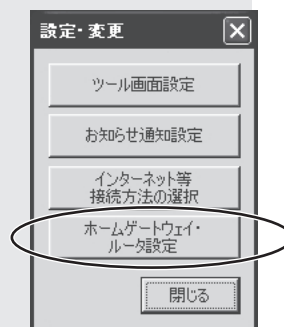 設定・変更
ツール画面設定
お知らせ通知設定
インターネット等
接続方法の選択
ホームゲートウェイ・
ルータ設定
閉じる